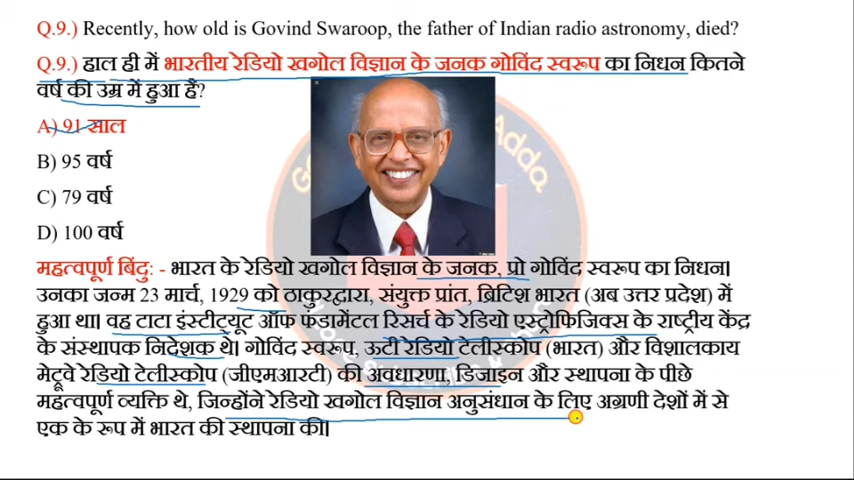 Q.9.) Recently, how old is Govind Swaroop, the father of Indian radio astronomy, died?
Q.9.) हाल ही में भारतीय रेडियो खगोल विज्ञान के जनक गोविंद स्वरूप का निधन कितने
वर्ष की उम्र में हुआ है?
A) 91 साल
B) 95 वर्ष
C) 79 वर्ष
D) 100 वर्ष
महत्वपूर्ण बिंदु: - भारत के रेडियो खगोल विज्ञान के जनक, प्रो गोविंद स्वरूप का निधन।
उनका जन्म 23 मार्च, 1929 को ठाकुरद्वारा, संयुक्त प्रांत, ब्रिटिश भारत (अब उत्तर प्रदेश) में
हुआ था। वह टाटा इंस्टीट्यूट ऑफ फंडामेंटल रिसर्च के रेडियो एस्ट्रोफिजिक्स के राष्ट्रीय केंद्र
के संस्थापक निदेशक थे। गोविंद स्वरूप, ऊटी रेडियो टेलीस्कोप (भारत) और विशालकाय
मेट्रूवे रेडियो टेलीस्कोप (जीएमआरटी) की अवधारणा, डिजाइन और स्थापना के पीछे
महत्वपूर्ण व्यक्ति थे, जिन्होंने रेडियो खगोल विज्ञान अनुसंधान के लिए अग्रणी देशों में से
एक के रूप में भारत की स्थापना की।